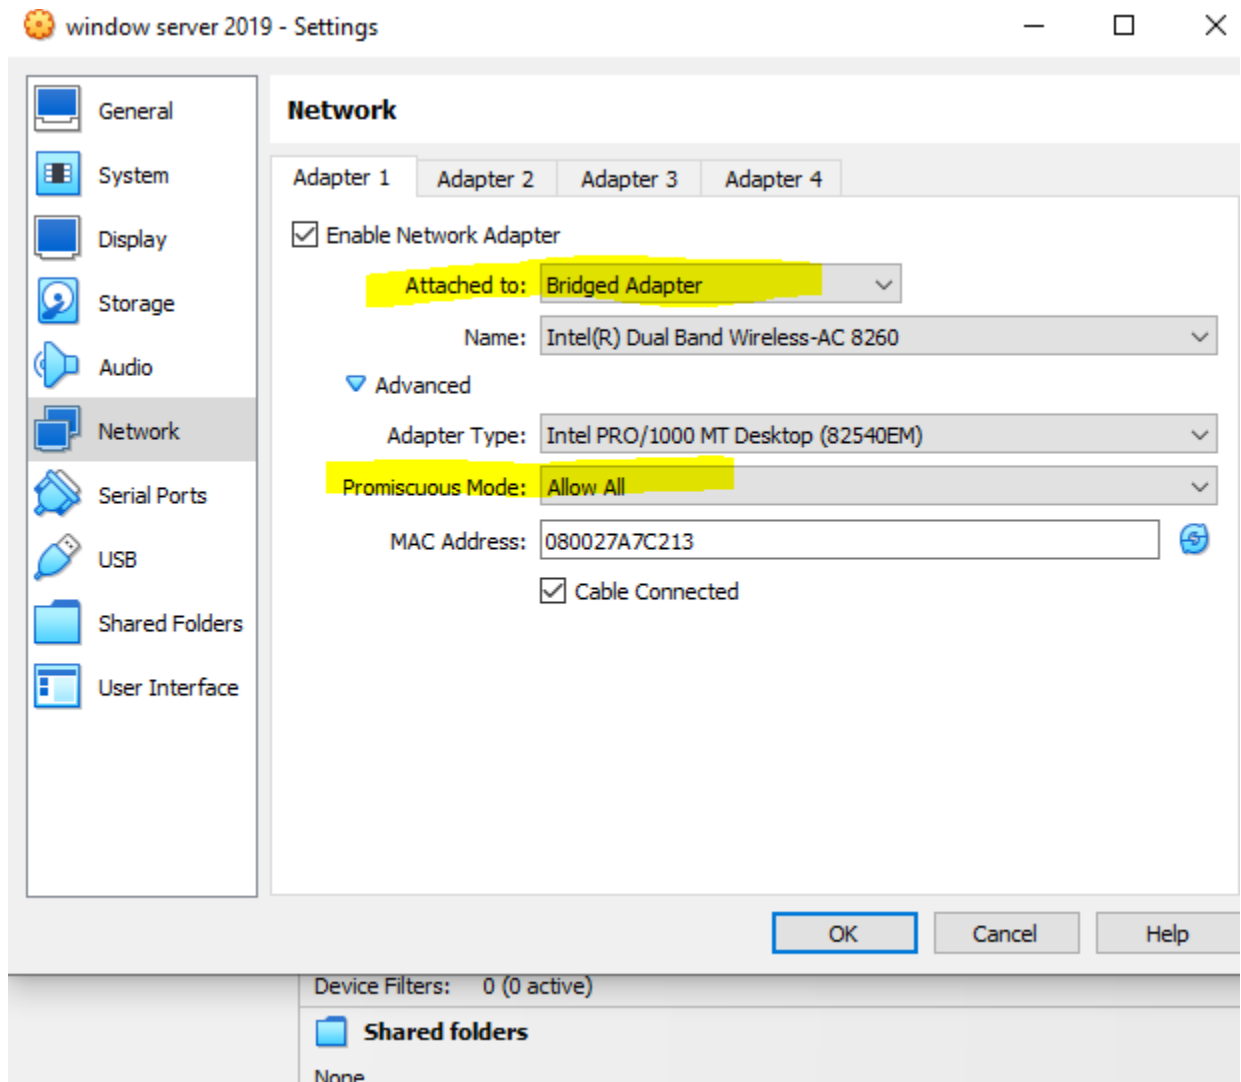 window server 2019 - Settings
General
System
Display
Storage
Audio
Network
Serial Ports
USB
Shared Folders
User Interface
Network
Adapter 1 Adapter 2 Adapter 3 Adapter 4
Enable Network Adapter
Attached to: Bridged Adapter
Name: Intel(R) Dual Band Wireless-AC 8260
Advanced
Adapter Type: Intel PRO/1000 MT Desktop (82540EM)
Promiscuous Mode: Allow All
MAC Address: 080027A7C213
Cable Connected
OK Cancel Help
Device Filters: 0 (0 active)
Shared folders
None